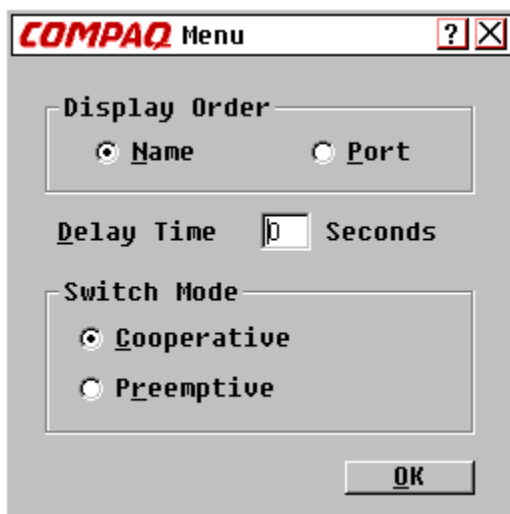 COMPAQ Menu ? X
Display Order
Name Port
Delay Time 0 Seconds
Switch Mode
Cooperative
Preemptive
OK